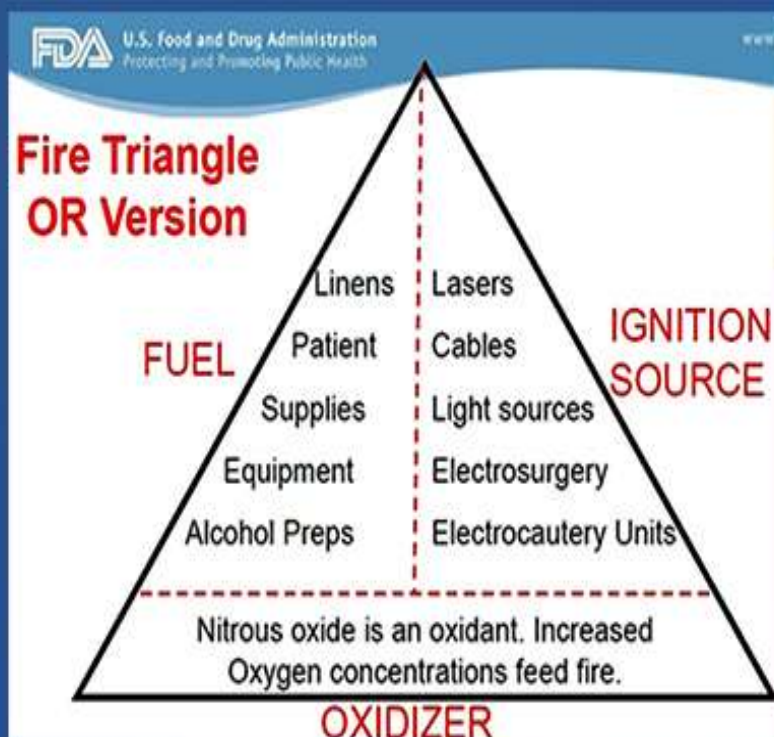 FDA U.S. Food and Drug Administration
Protecting and Promoting Public Health
www
Fire Triangle
OR Version
Linens
Lasers
FUEL
Patient
Cables
IGNITION
SOURCE
Supplies
Light sources
Equipment
Electrosurgery
Alcohol Preps
Electrocautery Units
Nitrous oxide is an oxidant. Increased
Oxygen concentrations feed fire.
OXIDIZER